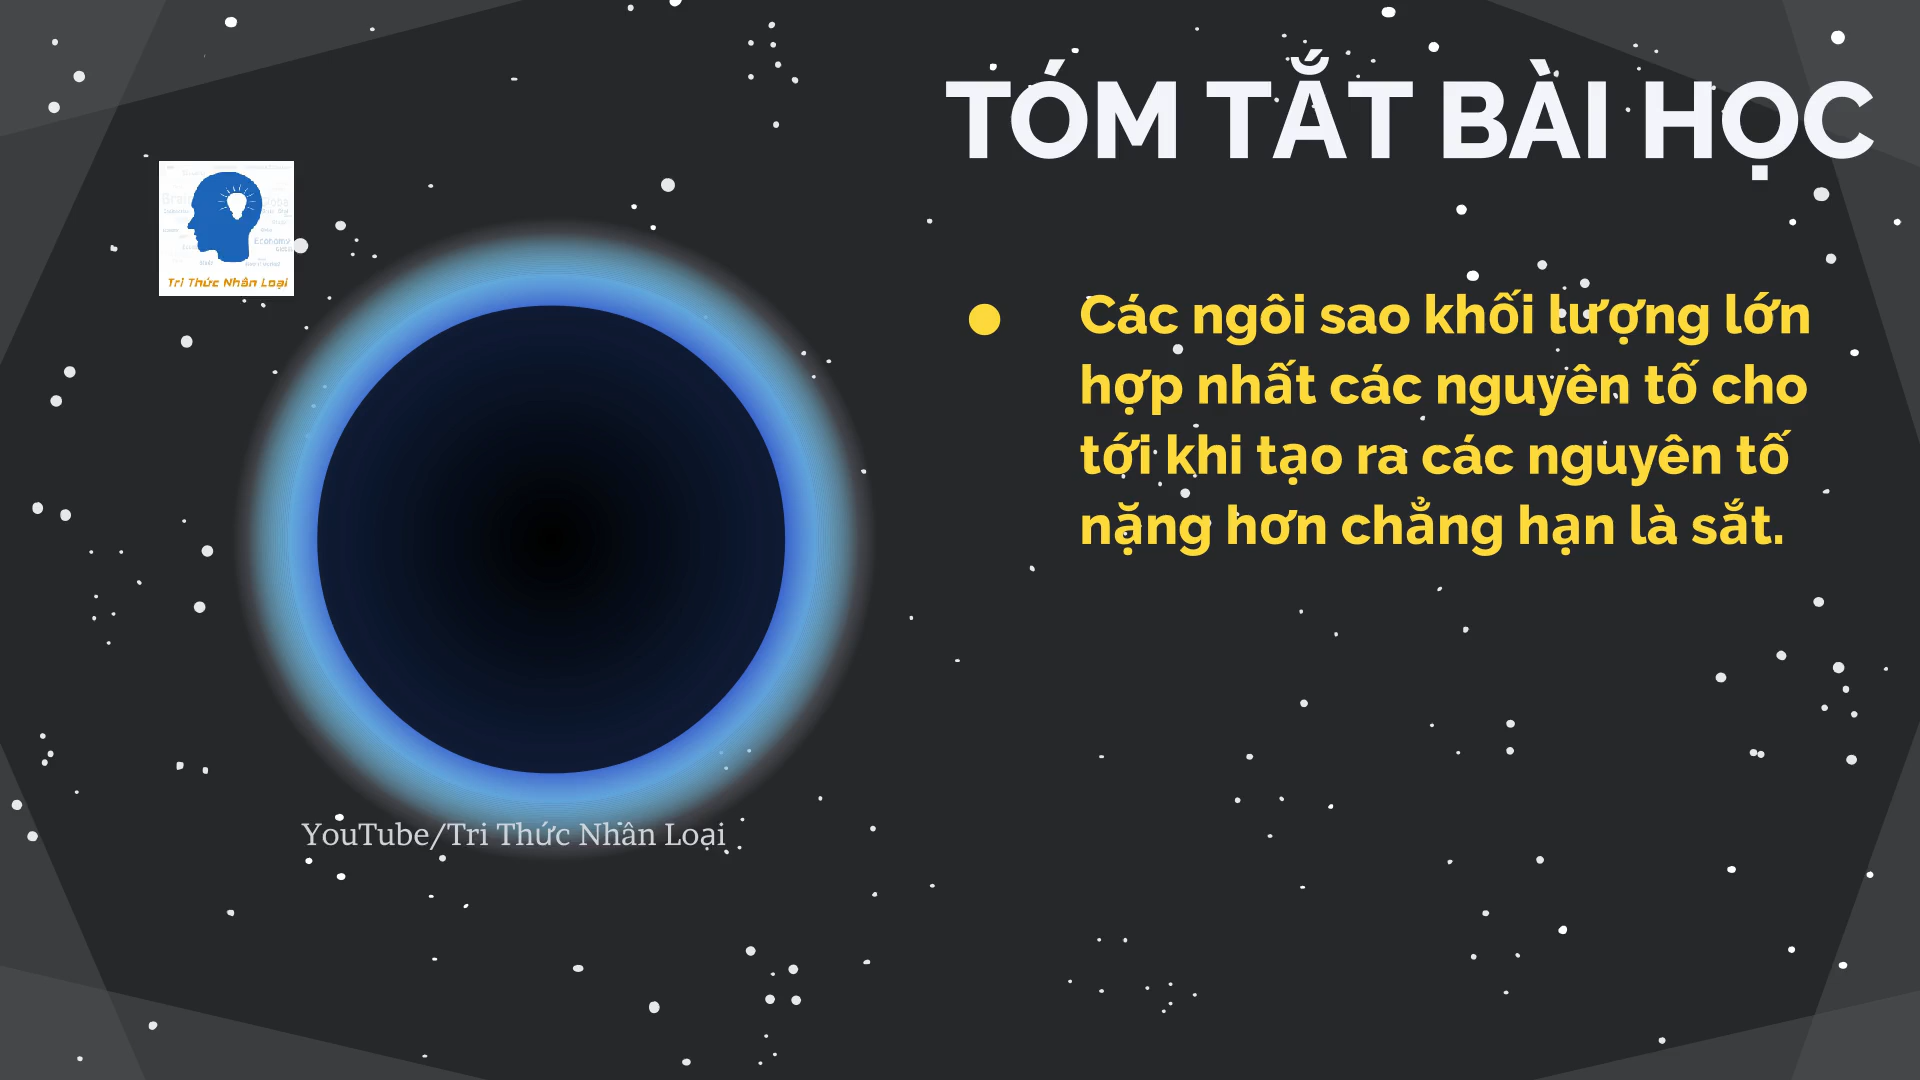 TÓM TẮT BÀI HỌC
Tri Thức Nhân Loại
Các ngôi sao khối lượng lớn
hợp nhất các nguyên tố cho
tới khi tạo ra các nguyên tố
nặng hơn chẳng hạn là sắt.
YouTube/Tri Thức Nhân Loại